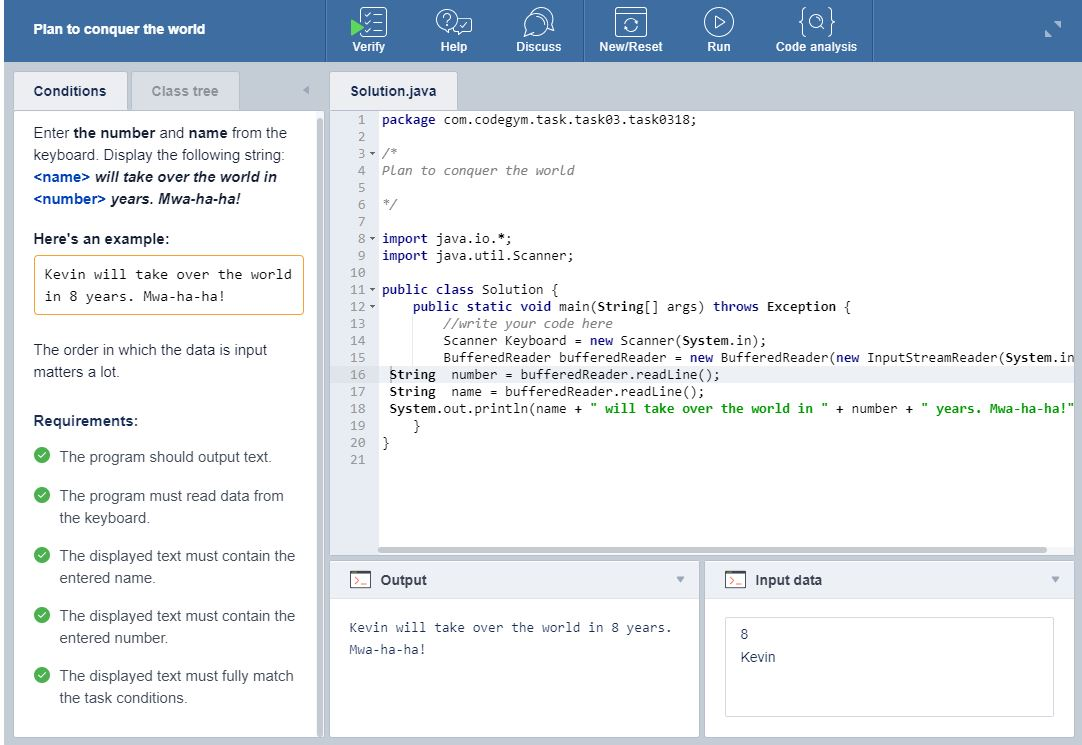 Plan to conquer the world
Verify
Help
Discuss
New/Reset
Run
Code analysis
Conditions
Class tree
Enter the number and name from the
keyboard. Display the following string:
<name> will take over the world in
<number> years. Mwa-ha-ha!
Here's an example:
Kevin will take over the world
in 8 years. Mwa-ha-ha!
The order in which the data is input
matters a lot.
Requirements:
The program should output text.
The program must read data from
the keyboard.
The displayed text must contain the
entered name.
The displayed text must contain the
entered number.
The displayed text must fully match
the task conditions.
Solution.java
1 package com.codegym.task.task03.task0318;
2
3 /*
4 Plan to conquer the world
5
6 */
7
8 import java.io.*;
9 import java.util.Scanner;
10
11 public class Solution {
12 public static void main(String[] args) throws Exception {
13 //write your code here
14 Scanner Keyboard = new Scanner(System.in);
15 BufferedReader bufferedReader = new BufferedReader(new InputStreamReader(System.in
16 String number = bufferedReader.readLine();
17 String name = bufferedReader.readLine();
18 System.out.println(name + " will take over the world in " + number + " years. Mwa-ha-ha!"
19 }
20 }
21
Output
Kevin will take over the world in 8 years.
Mwa-ha-ha!
Input data
8
Kevin